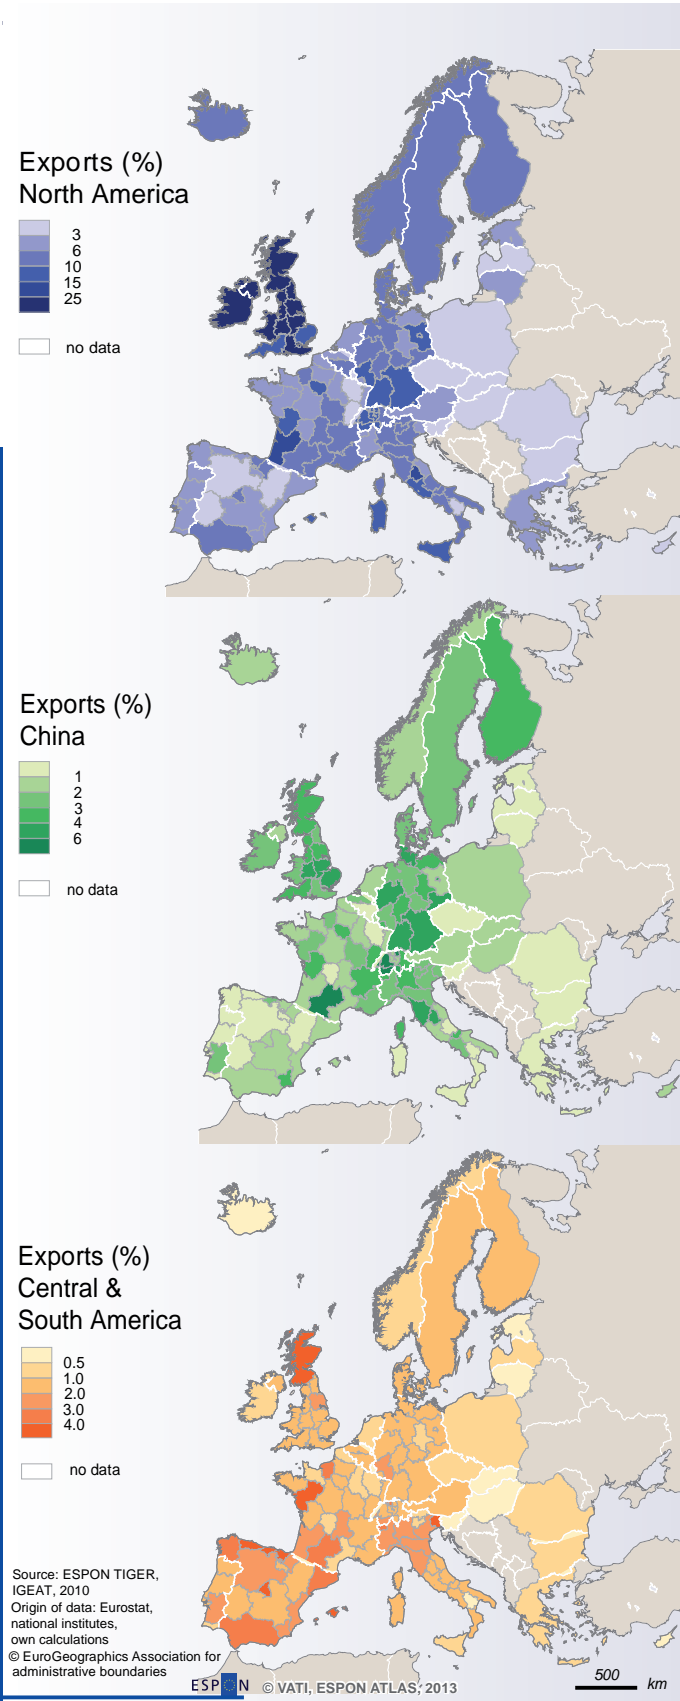 Exports (%)
North America
3
6
10
15
25
no data
Exports (%)
China
1
2
3
4
6
no data
Exports (%)
Central &
South America
0.5
1.0
2.0
3.0
4.0
no data
Source: ESPON TIGER,
IGEAT, 2010
Origin of data: Eurostat,
national institutes,
own calculations
© EuroGeographics Association for
administrative boundaries
ESPON © VATI, ESPON ATLAS, 2013
500 km